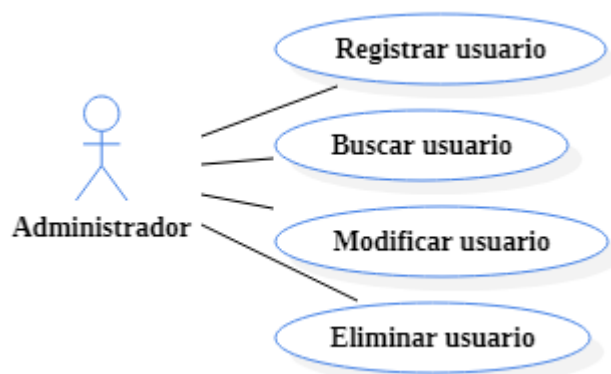 Registrar usuario
Buscar usuario
Administrador
Modificar usuario
Eliminar usuario